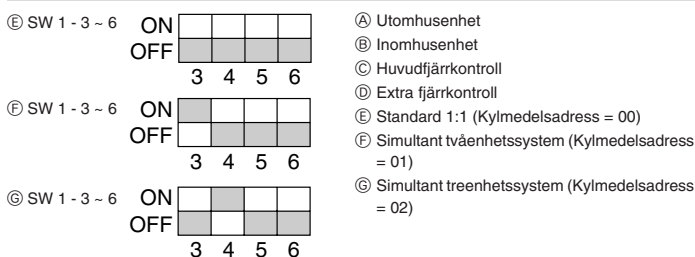 Ⓔ SW 1 - 3 ~ 6
ON
OFF
3 4 5 6
Ⓕ SW 1 - 3 ~ 6
ON
OFF
3 4 5 6
Ⓖ SW 1 - 3 ~ 6
ON
OFF
3 4 5 6
Ⓐ Utomhusenhet
Ⓑ Inomhusenhet
Ⓒ Huvudfjärrkontroll
Ⓓ Extra fjärrkontroll
Ⓔ Standard 1:1 (Kylmedelsadress = 00)
Ⓕ Simultant tvåenhetssystem (Kylmedelsadress
= 01)
Ⓖ Simultant treenhetssystem (Kylmedelsadress
= 02)